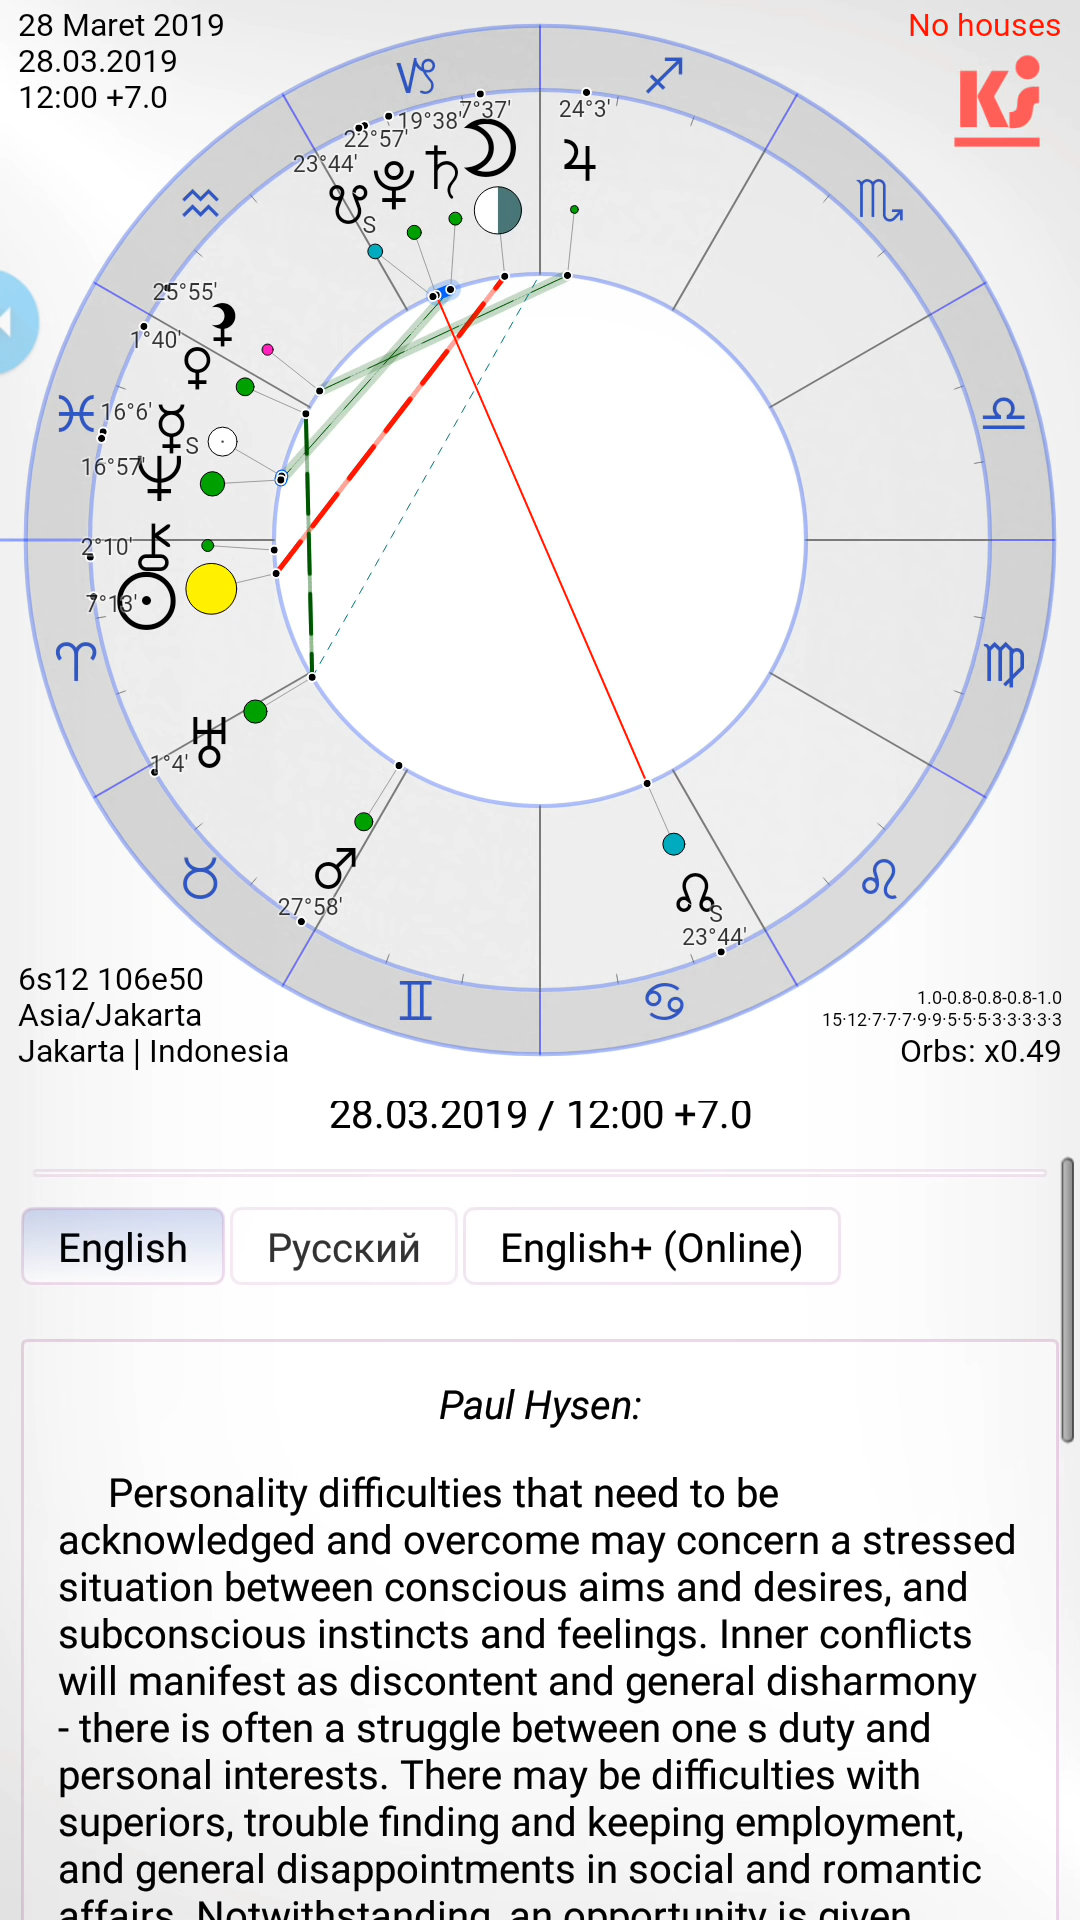 28 Maret 2019
28.03.2019
12:00 +7.0
No houses
KS
♑ ♐
7°37' 24°3'
19°38'
22°57'
23°44'
☋ S ♇ ♄ ☽ ♃
♒ ♏
25°55'
⚸
1°40'
♀
♓ 16°6' ☿ S ♎
16°57' ♆
2°10' ⚷
7°13' ☉
♈ ♍
1°4' ♅
♉ ♂ ☊ S ♌
27°58' 23°44'
♊ ♋
6s12 106e50
Asia/Jakarta
Jakarta | Indonesia
1.0-0.8-0.8-0.8-1.0
15·12·7·7·7·9·9·5·5·5·3·3·3·3·3
Orbs: x0.49
28.03.2019 / 12:00 +7.0
English Русский English+ (Online)
Paul Hysen:
Personality difficulties that need to be
acknowledged and overcome may concern a stressed
situation between conscious aims and desires, and
subconscious instincts and feelings. Inner conflicts
will manifest as discontent and general disharmony
- there is often a struggle between one s duty and
personal interests. There may be difficulties with
superiors, trouble finding and keeping employment,
and general disappointments in social and romantic
affairs. Notwithstanding, an opportunity is given